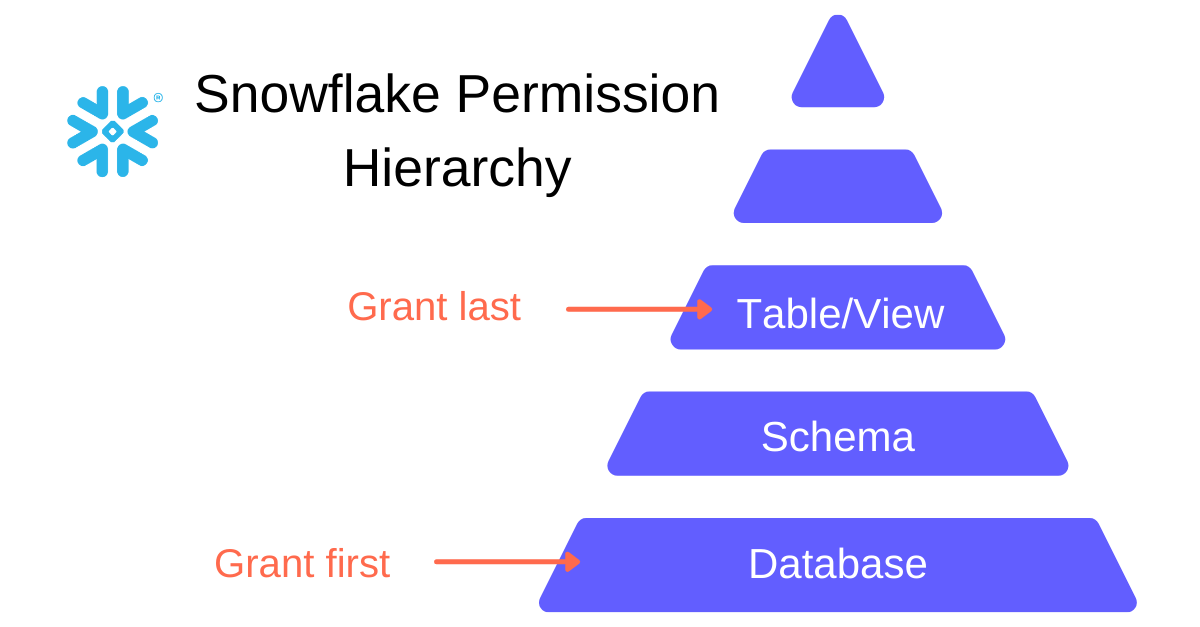 Snowflake Permission
Hierarchy
Grant last
Table/View
Schema
Grant first
Database